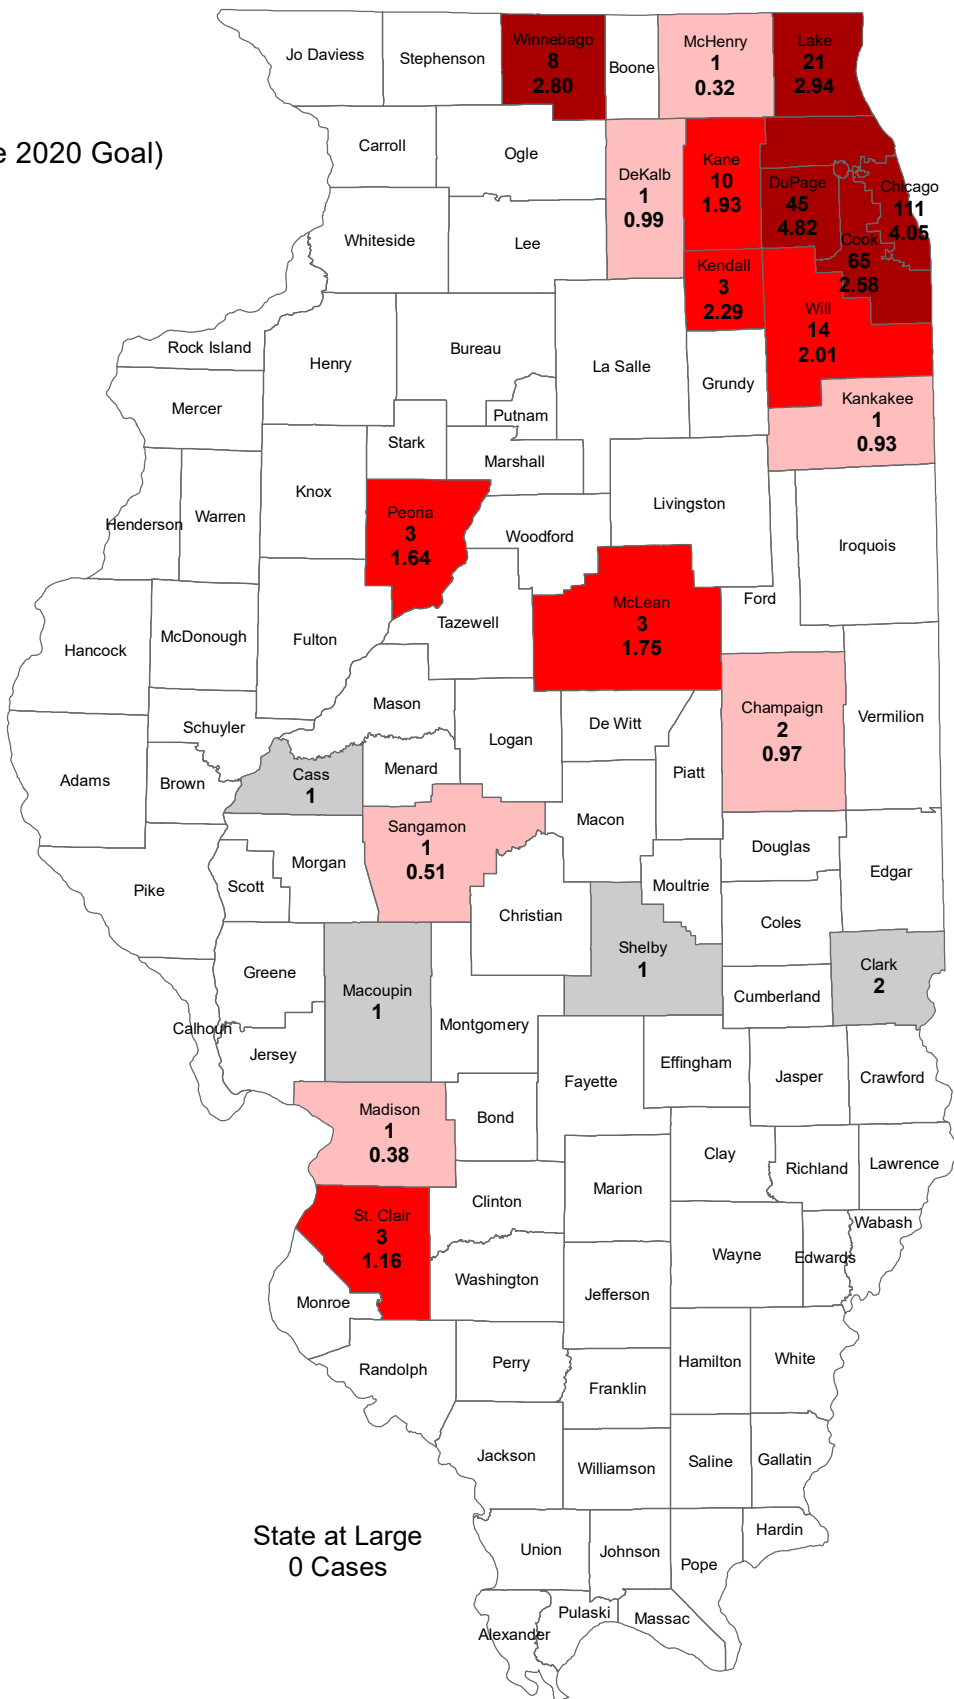 e 2020 Goal)
Jo Daviess
Stephenson
Winnebago
8
2.80
Boone
McHenry
1
0.32
Lake
21
2.94
Carroll
Ogle
DeKalb
1
0.99
Kane
10
1.93
DuPage
45
4.82
Chicago
111
4.05
Cook
65
2.58
Whiteside
Lee
Kendall
3
2.29
Will
14
2.01
Rock Island
Henry
Bureau
La Salle
Grundy
Kankakee
1
0.93
Mercer
Putnam
Stark
Marshall
Knox
Livingston
Henderson
Warren
Peoria
3
1.64
Woodford
Iroquois
McLean
3
1.75
Ford
Hancock
McDonough
Fulton
Tazewell
Mason
Schuyler
Logan
De Witt
Champaign
2
0.97
Vermilion
Adams
Brown
Cass
1
Menard
Piatt
Macon
Sangamon
1
0.51
Morgan
Douglas
Edgar
Pike
Scott
Moultrie
Christian
Coles
Shelby
1
Clark
2
Greene
Macoupin
1
Cumberland
Montgomery
Calhoun
Jersey
Effingham
Jasper
Crawford
Fayette
Madison
1
0.38
Bond
Clay
Richland
Lawrence
Marion
Clinton
St. Clair
3
1.16
Wabash
Wayne
Edwards
Washington
Jefferson
Monroe
Randolph
Perry
Hamilton
White
Franklin
Jackson
Williamson
Saline
Gallatin
State at Large
0 Cases
Hardin
Union
Johnson
Pope
Pulaski
Massac
Alexander